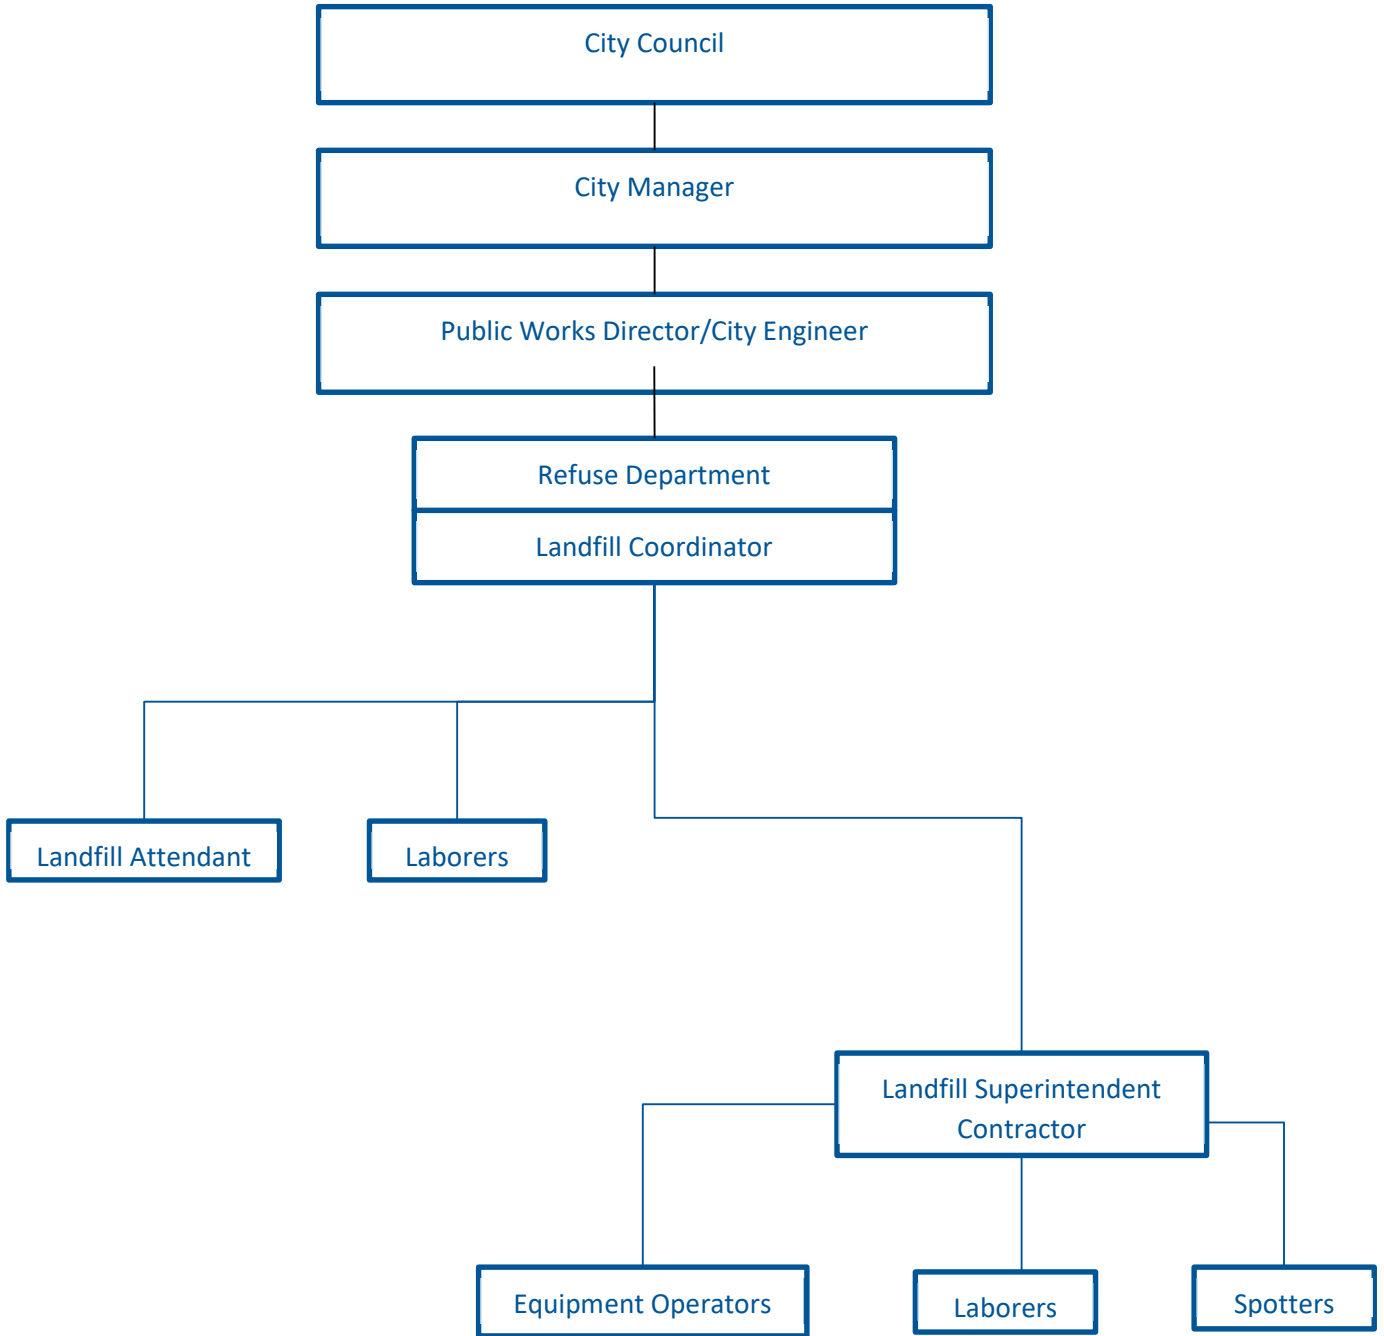 City Council
City Manager
Public Works Director/City Engineer
Refuse Department
Landfill Coordinator
Landfill Attendant
Laborers
Landfill Superintendent
Contractor
Equipment Operators
Laborers
Spotters